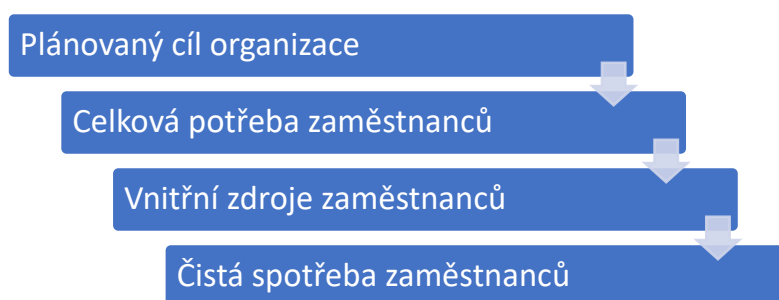 Plánovaný cíl organizace
Celková potřeba zaměstnanců
Vnitřní zdroje zaměstnanců
Čistá spotřeba zaměstnanců